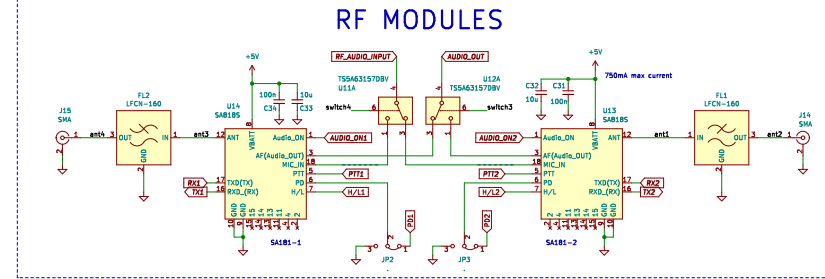 RF MODULES
RF_AUDIO_INPUT
AUDIO_OUT
+5V
TS5A63157DBV
U11A
U12A
TS5A63157DBV
+5V
750mA max current
100n
C34
10u
C33
C32
10u
C31
100n
switch4
switch3
J15
SMA
FL2
LFCN-160
U14
SA818S
U13
SA818S
FL1
LFCN-160
J14
SMA
ant4
OUT
IN
GND
ant3
ANT
VBATT
Audio_ON
AF(Audio_OUT)
MIC_IN
PTT
PD
H/L
TXD(TX)
RXD_(RX)
GND
GND
AUDIO_ON1
PTT1
H/L1
RX1
TX1
AUDIO_ON2
PTT2
H/L2
Audio_ON
AF(Audio_OUT)
MIC_IN
PTT
PD
H/L
VBATT
ANT
TXD(TX)
RXD_(RX)
GND
GND
RX2
TX2
ant1
IN
OUT
GND
ant2
PD1
PD2
JP2
JP3
SA181-1
SA181-2